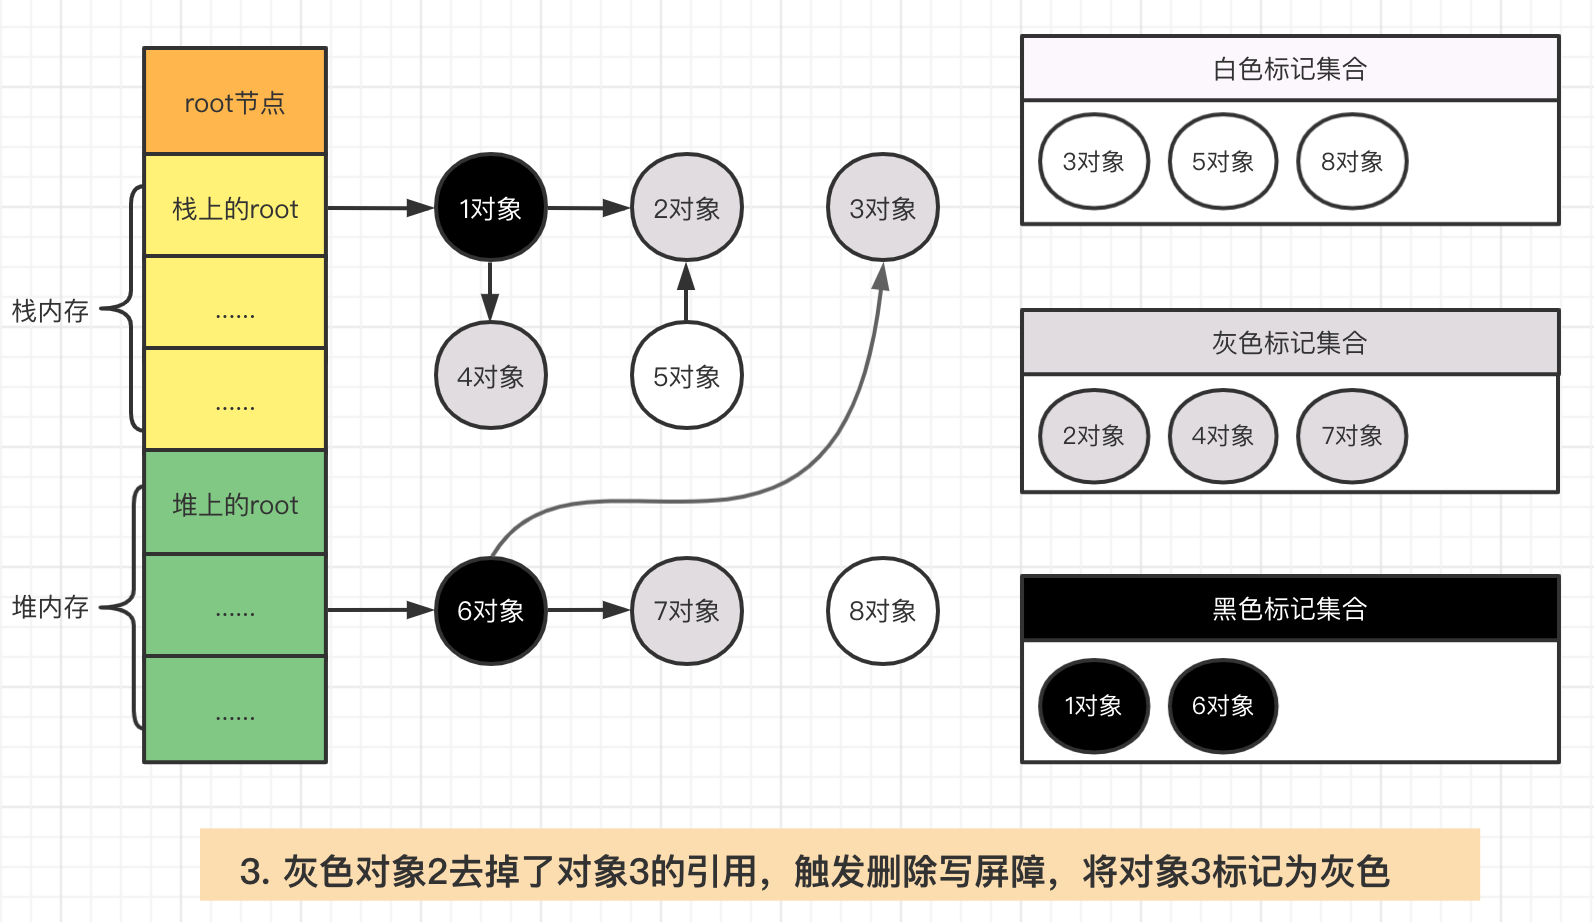 root节点
栈上的root
......
......
栈内存
堆上的root
......
......
堆内存
1对象
2对象
3对象
4对象
5对象
6对象
7对象
8对象
白色标记集合
3对象
5对象
8对象
灰色标记集合
2对象
4对象
7对象
黑色标记集合
1对象
6对象
3. 灰色对象2去掉了对象3的引用，触发删除写屏障，将对象3标记为灰色